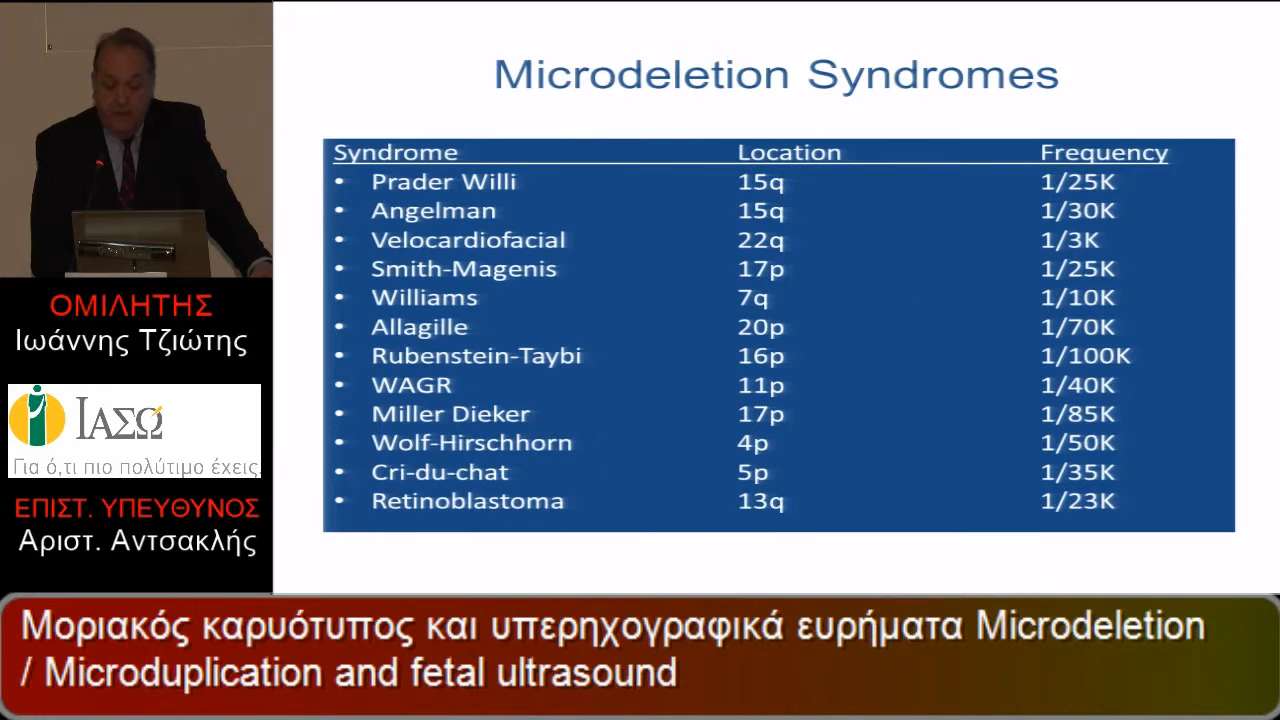 Microdeletion Syndromes
Syndrome Location Frequency
• Prader Willi 15q 1/25K
• Angelman 15q 1/30K
• Velocardiofacial 22q 1/3K
• Smith-Magenis 17p 1/25K
• Williams 7q 1/10K
• Allagille 20p 1/70K
• Rubenstein-Taybi 16p 1/100K
• WAGR 11p 1/40K
• Miller Dieker 17p 1/85K
• Wolf-Hirschhorn 4p 1/50K
• Cri-du-chat 5p 1/35K
• Retinoblastoma 13q 1/23K
ΟΜΙΛΗΤΗΣ
Ιωάννης Τζιώτης
ΙΑΣΩ
Για ό,τι πιο πολύτιμο έχεις.
ΕΠΙΣΤ. ΥΠΕΥΘΥΝΟΣ
Αριστ. Αντσακλής
Μοριακός καρυότυπος και υπερηχογραφικά ευρήματα Microdeletion
/ Microduplication and fetal ultrasound